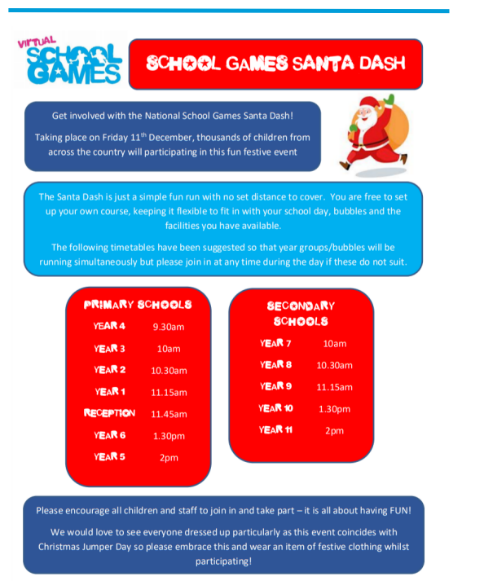 VIRTUAL
SCHOOL
GAMES
SCHOOL GAMES SANTA DASH
Get involved with the National School Games Santa Dash!
Taking place on Friday 11th December, thousands of children from
across the country will participating in this fun festive event
The Santa Dash is just a simple fun run with no set distance to cover. You are free to set
up your own course, keeping it flexible to fit in with your school day, bubbles and the
facilities you have available.
The following timetables have been suggested so that year groups/bubbles will be
running simultaneously but please join in at any time during the day if these do not suit.
PRIMARY SCHOOLS
YEAR 4 9.30am
YEAR 3 10am
YEAR 2 10.30am
YEAR 1 11.15am
RECEPTION 11.45am
YEAR 6 1.30pm
YEAR 5 2pm
SECONDARY
SCHOOLS
YEAR 7 10am
YEAR 8 10.30am
YEAR 9 11.15am
YEAR 10 1.30pm
YEAR 11 2pm
Please encourage all children and staff to join in and take part – it is all about having FUN!
We would love to see everyone dressed up particularly as this event coincides with
Christmas Jumper Day so please embrace this and wear an item of festive clothing whilst
participating!